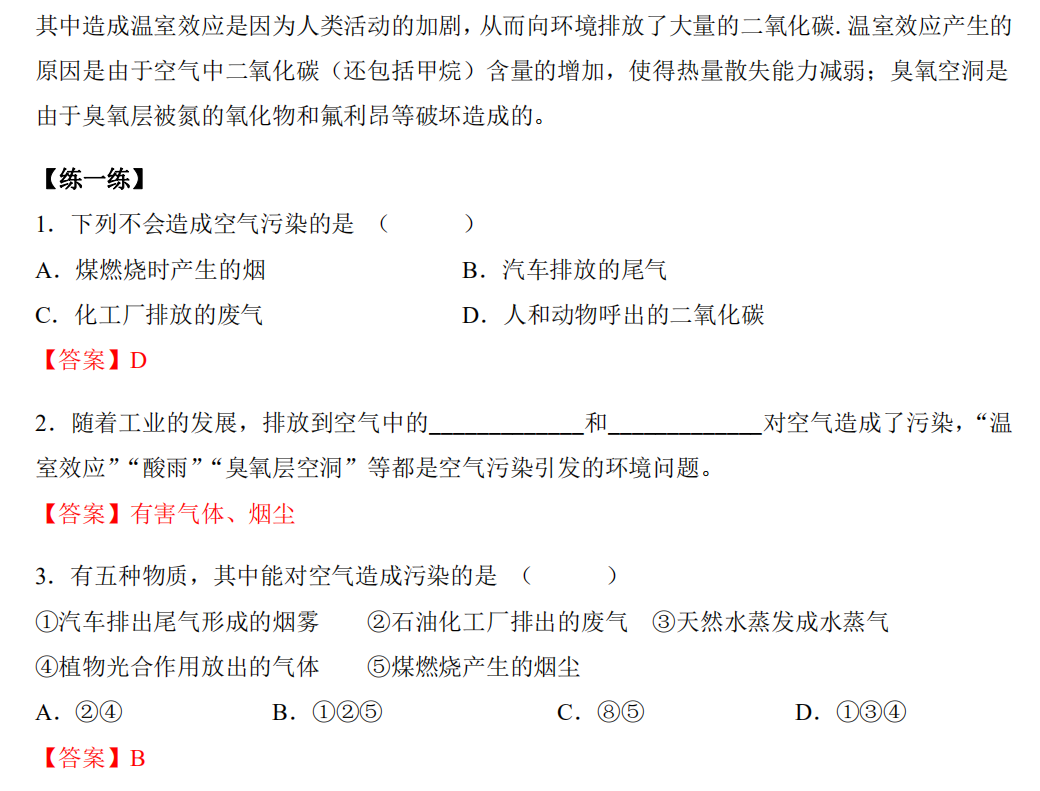 其中造成温室效应是因为人类活动的加剧，从而向环境排放了大量的二氧化碳. 温室效应产生的
原因是由于空气中二氧化碳（还包括甲烷）含量的增加，使得热量散失能力减弱；臭氧空洞是
由于臭氧层被氮的氧化物和氟利昂等破坏造成的。
【练一练】
1．下列不会造成空气污染的是 （　　　）
A．煤燃烧时产生的烟　　　B．汽车排放的尾气
C．化工厂排放的废气　　　D．人和动物呼出的二氧化碳
【答案】D
2．随着工业的发展，排放到空气中的_____________和_____________对空气造成了污染，“温
室效应”“酸雨”“臭氧层空洞”等都是空气污染引发的环境问题。
【答案】有害气体、烟尘
3．有五种物质，其中能对空气造成污染的是 （　　　）
①汽车排出尾气形成的烟雾　　②石油化工厂排出的废气　③天然水蒸发成水蒸气
④植物光合作用放出的气体　　⑤煤燃烧产生的烟尘
A．②④　　　B．①②⑤　　　C．⑧⑤　　　D．①③④
【答案】B